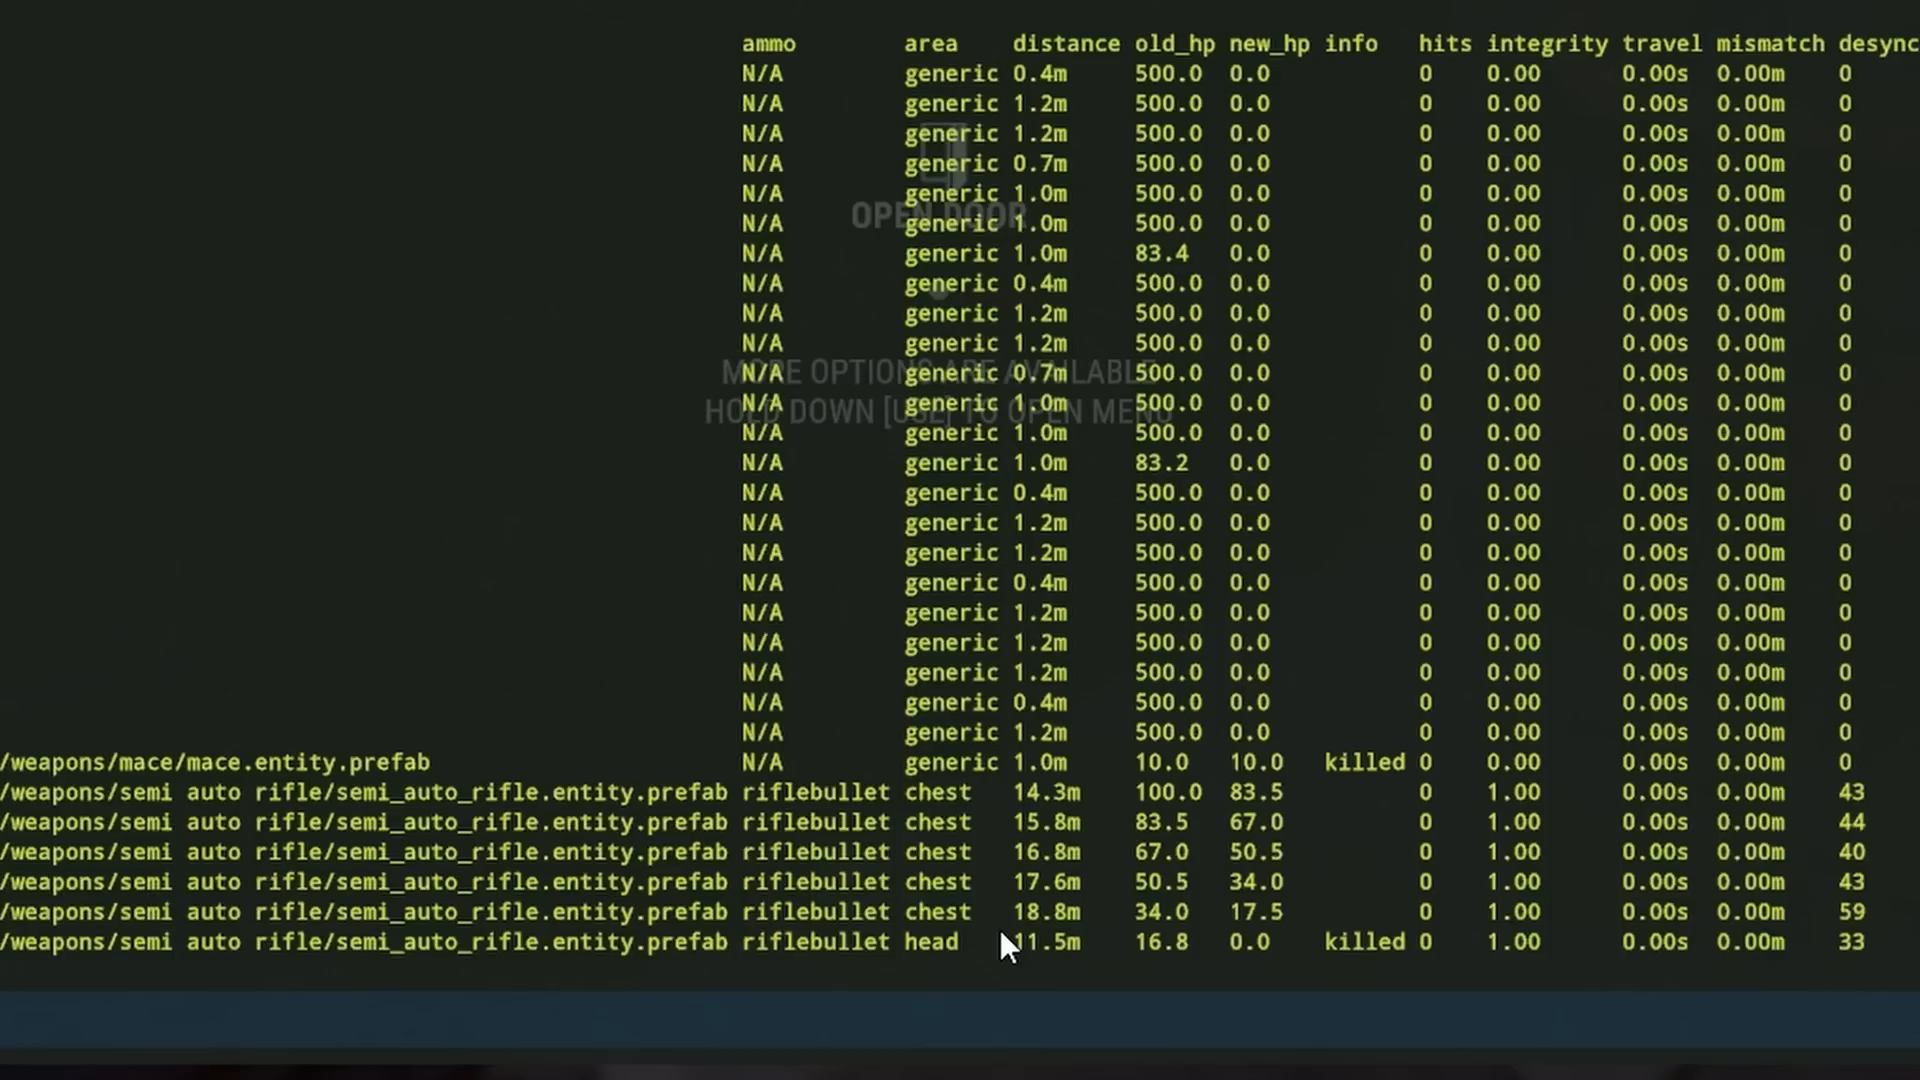 ammo area distance old_hp new_hp info hits integrity travel mismatch desync
N/A generic 0.4m 500.0 0.0 0 0.00 0.00s 0.00m 0
N/A generic 1.2m 500.0 0.0 0 0.00 0.00s 0.00m 0
N/A generic 1.2m 500.0 0.0 0 0.00 0.00s 0.00m 0
N/A generic 0.7m 500.0 0.0 0 0.00 0.00s 0.00m 0
N/A generic 1.0m 500.0 0.0 0 0.00 0.00s 0.00m 0
OPEN DOOR
N/A generic 1.0m 500.0 0.0 0 0.00 0.00s 0.00m 0
N/A generic 1.0m 83.4 0.0 0 0.00 0.00s 0.00m 0
N/A generic 0.4m 500.0 0.0 0 0.00 0.00s 0.00m 0
N/A generic 1.2m 500.0 0.0 0 0.00 0.00s 0.00m 0
N/A generic 1.2m 500.0 0.0 0 0.00 0.00s 0.00m 0
MORE OPTIONS ARE AVAILABLE
N/A generic 0.7m 500.0 0.0 0 0.00 0.00s 0.00m 0
N/A generic 1.0m 500.0 0.0 0 0.00 0.00s 0.00m 0
HOLD DOWN [USE] TO OPEN MENU
N/A generic 1.0m 500.0 0.0 0 0.00 0.00s 0.00m 0
N/A generic 1.0m 83.2 0.0 0 0.00 0.00s 0.00m 0
N/A generic 0.4m 500.0 0.0 0 0.00 0.00s 0.00m 0
N/A generic 1.2m 500.0 0.0 0 0.00 0.00s 0.00m 0
N/A generic 1.2m 500.0 0.0 0 0.00 0.00s 0.00m 0
N/A generic 0.4m 500.0 0.0 0 0.00 0.00s 0.00m 0
N/A generic 1.2m 500.0 0.0 0 0.00 0.00s 0.00m 0
N/A generic 1.2m 500.0 0.0 0 0.00 0.00s 0.00m 0
N/A generic 1.2m 500.0 0.0 0 0.00 0.00s 0.00m 0
N/A generic 0.4m 500.0 0.0 0 0.00 0.00s 0.00m 0
N/A generic 1.2m 500.0 0.0 0 0.00 0.00s 0.00m 0
/weapons/mace/mace.entity.prefab N/A generic 1.0m 10.0 10.0 killed 0 0.00 0.00s 0.00m 0
/weapons/semi auto rifle/semi_auto_rifle.entity.prefab riflebullet chest 14.3m 100.0 83.5 0 1.00 0.00s 0.00m 43
/weapons/semi auto rifle/semi_auto_rifle.entity.prefab riflebullet chest 15.8m 83.5 67.0 0 1.00 0.00s 0.00m 44
/weapons/semi auto rifle/semi_auto_rifle.entity.prefab riflebullet chest 16.8m 67.0 50.5 0 1.00 0.00s 0.00m 40
/weapons/semi auto rifle/semi_auto_rifle.entity.prefab riflebullet chest 17.6m 50.5 34.0 0 1.00 0.00s 0.00m 43
/weapons/semi auto rifle/semi_auto_rifle.entity.prefab riflebullet chest 18.8m 34.0 17.5 0 1.00 0.00s 0.00m 59
/weapons/semi auto rifle/semi_auto_rifle.entity.prefab riflebullet head 11.5m 16.8 0.0 killed 0 1.00 0.00s 0.00m 33